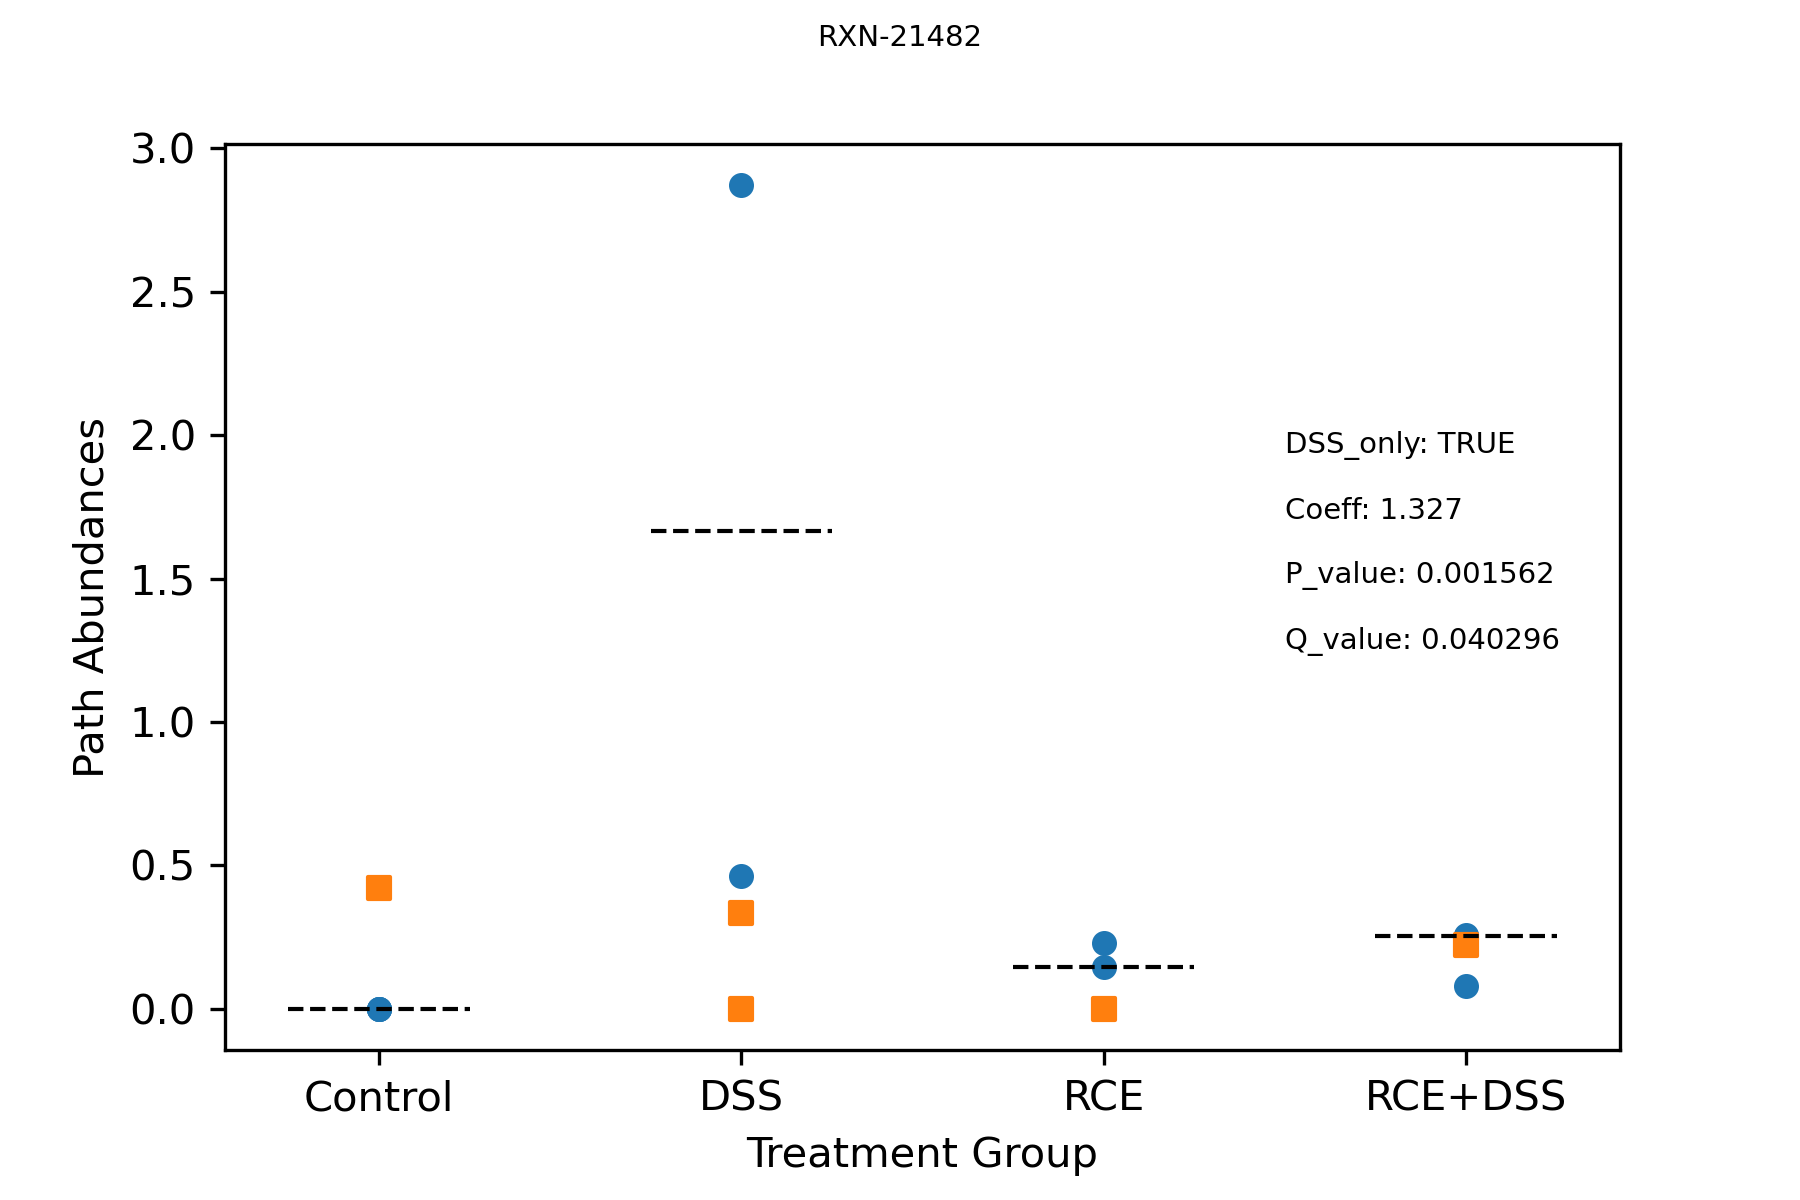 RXN-21482
3.0
2.5
2.0
1.5
1.0
0.5
0.0
Path Abundances
DSS_only: TRUE
Coeff: 1.327
P_value: 0.001562
Q_value: 0.040296
Control
DSS
RCE
RCE+DSS
Treatment Group